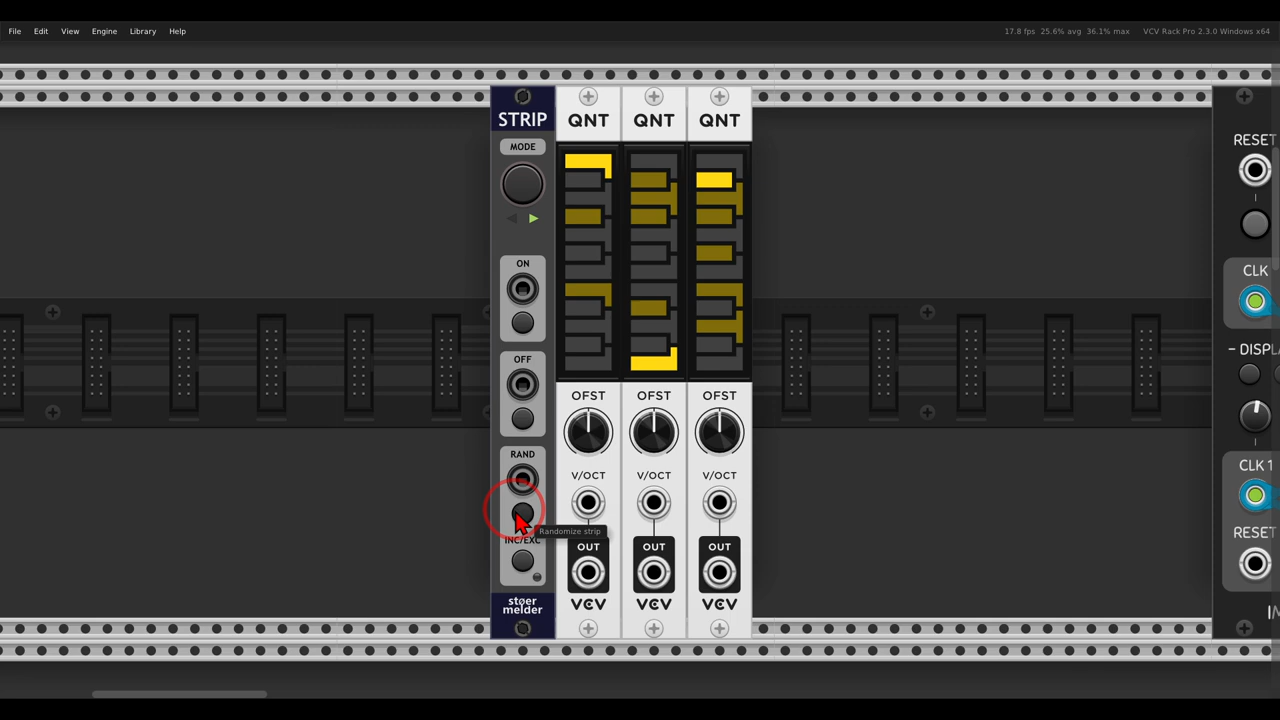 File Edit View Engine Library Help
17.8 fps 25.6% avg 36.1% max VCV Rack Pro 2.3.0 Windows x64
STRIP
QNT
QNT
QNT
MODE
ON
OFF
RAND
INC/EXC
Randomize strip
støer
melder
OFST
OFST
OFST
V/OCT
V/OCT
V/OCT
OUT
OUT
OUT
VCV
VCV
VCV
RESET
CLK
DISPL
CLK 1
RESET